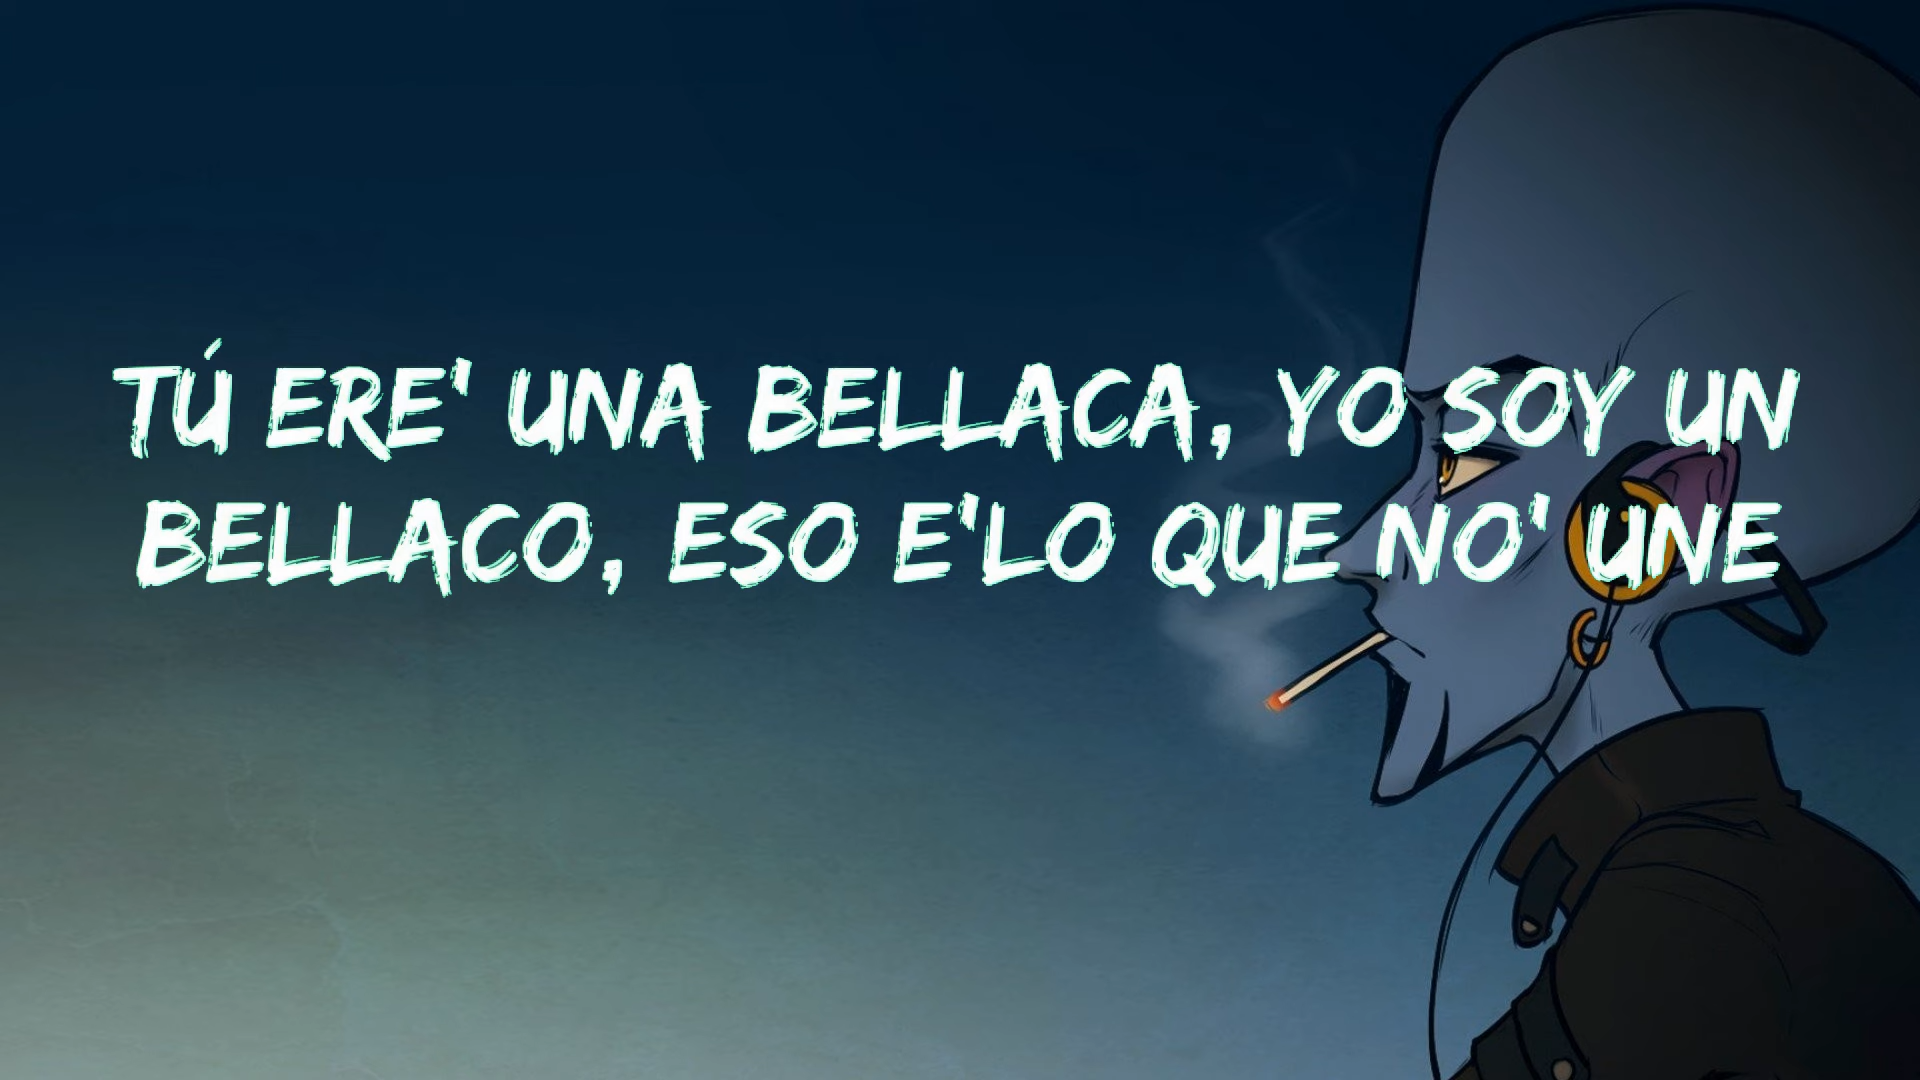 TÚ ERE' UNA BELLACA, YO SOY UN
BELLACO, ESO E'LO QUE NO' UNE